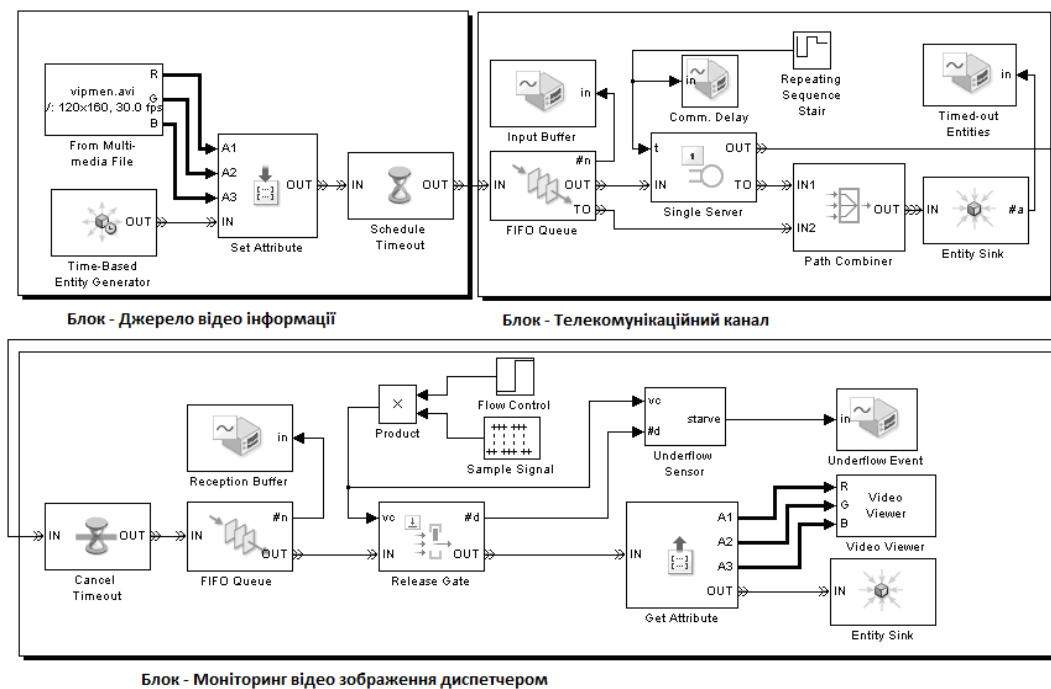 R
G
B
vipmen.avi
V: 120x160, 30.0 fps
From Multi-
media File
A1
A2
A3
IN
OUT
Set Attribute
OUT
Time-Based
Entity Generator
IN
OUT
Schedule
Timeout
Блок - Джерело відео інформації
in
Input Buffer
in
Comm. Delay
Repeating
Sequence
Stair
in
Timed-out
Entities
IN
#n
OUT
TO
FIFO Queue
t
IN
1
OUT
TO
Single Server
IN1
IN2
OUT
Path Combiner
IN
#a
Entity Sink
Блок - Телекомунікаційний канал
in
Reception Buffer
×
Product
Flow Control
Sample Signal
vc
#d
starve
Underflow
Sensor
in
Underflow Event
IN
OUT
Cancel
Timeout
IN
#n
OUT
FIFO Queue
vc
IN
#d
OUT
Release Gate
IN
A1
A2
A3
OUT
Get Attribute
R
G
B
Video
Viewer
Video Viewer
IN
Entity Sink
Блок - Моніторинг відео зображення диспетчером